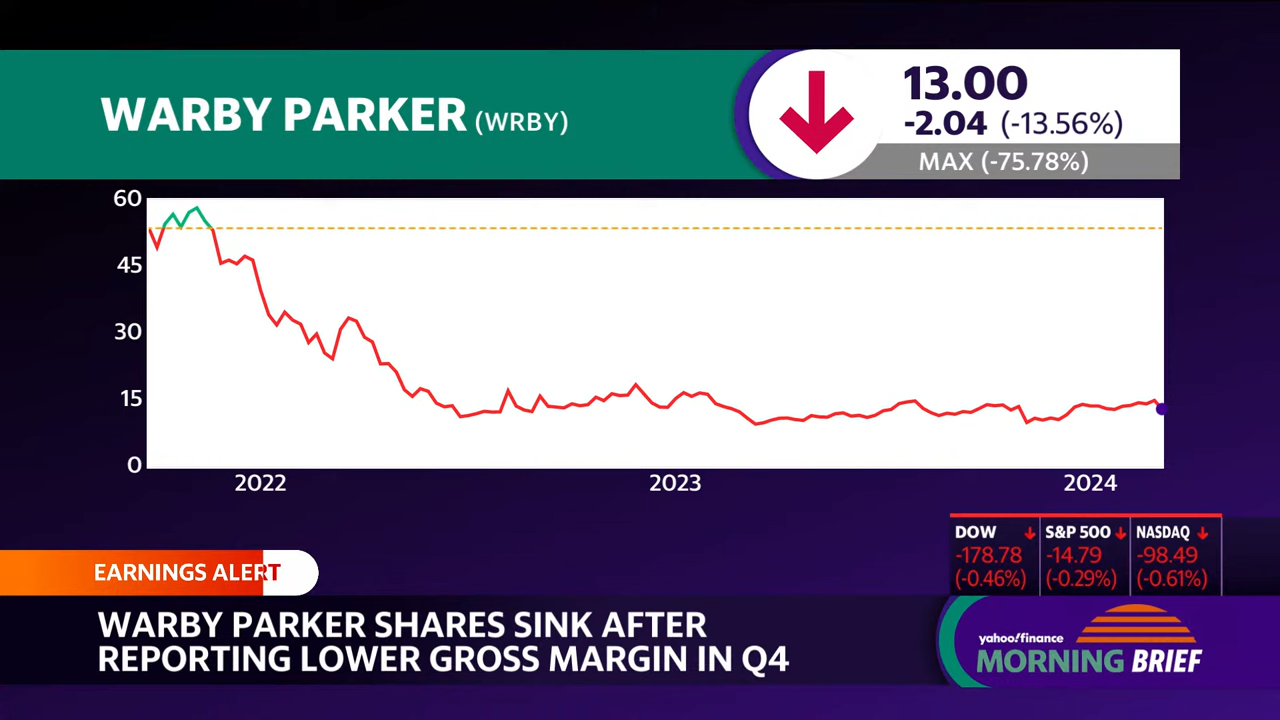 WARBY PARKER (WRBY)
13.00
-2.04 (-13.56%)
MAX (-75.78%)
60
45
30
15
0
2022
2023
2024
DOW
-178.78
(-0.46%)
S&P 500
-14.79
(-0.29%)
NASDAQ
-98.49
(-0.61%)
EARNINGS ALERT
WARBY PARKER SHARES SINK AFTER
REPORTING LOWER GROSS MARGIN IN Q4
yahoo!finance
MORNING BRIEF